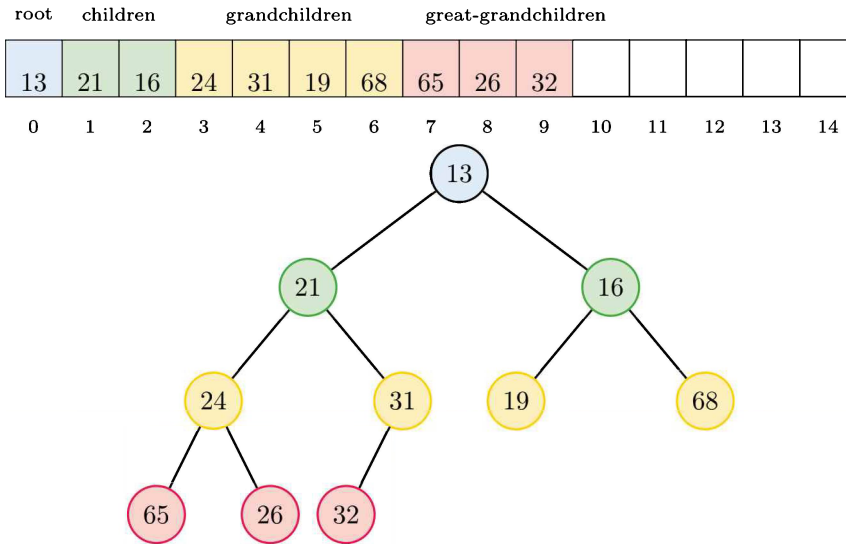 root children grandchildren great-grandchildren
13 21 16 24 31 19 68 65 26 32
0 1 2 3 4 5 6 7 8 9 10 11 12 13 14
13
21 16
24 31 19 68
65 26 32